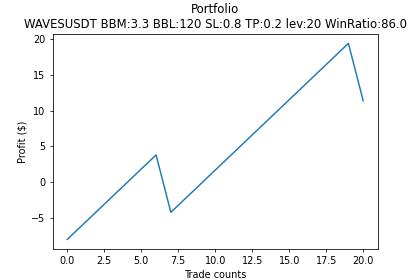 Portfolio
WAVESUSDT BBM:3.3 BBL:120 SL:0.8 TP:0.2 lev:20 WinRatio:86.0
20
15
10
5
0
−5
Profit ($)
0.0 2.5 5.0 7.5 10.0 12.5 15.0 17.5 20.0
Trade counts